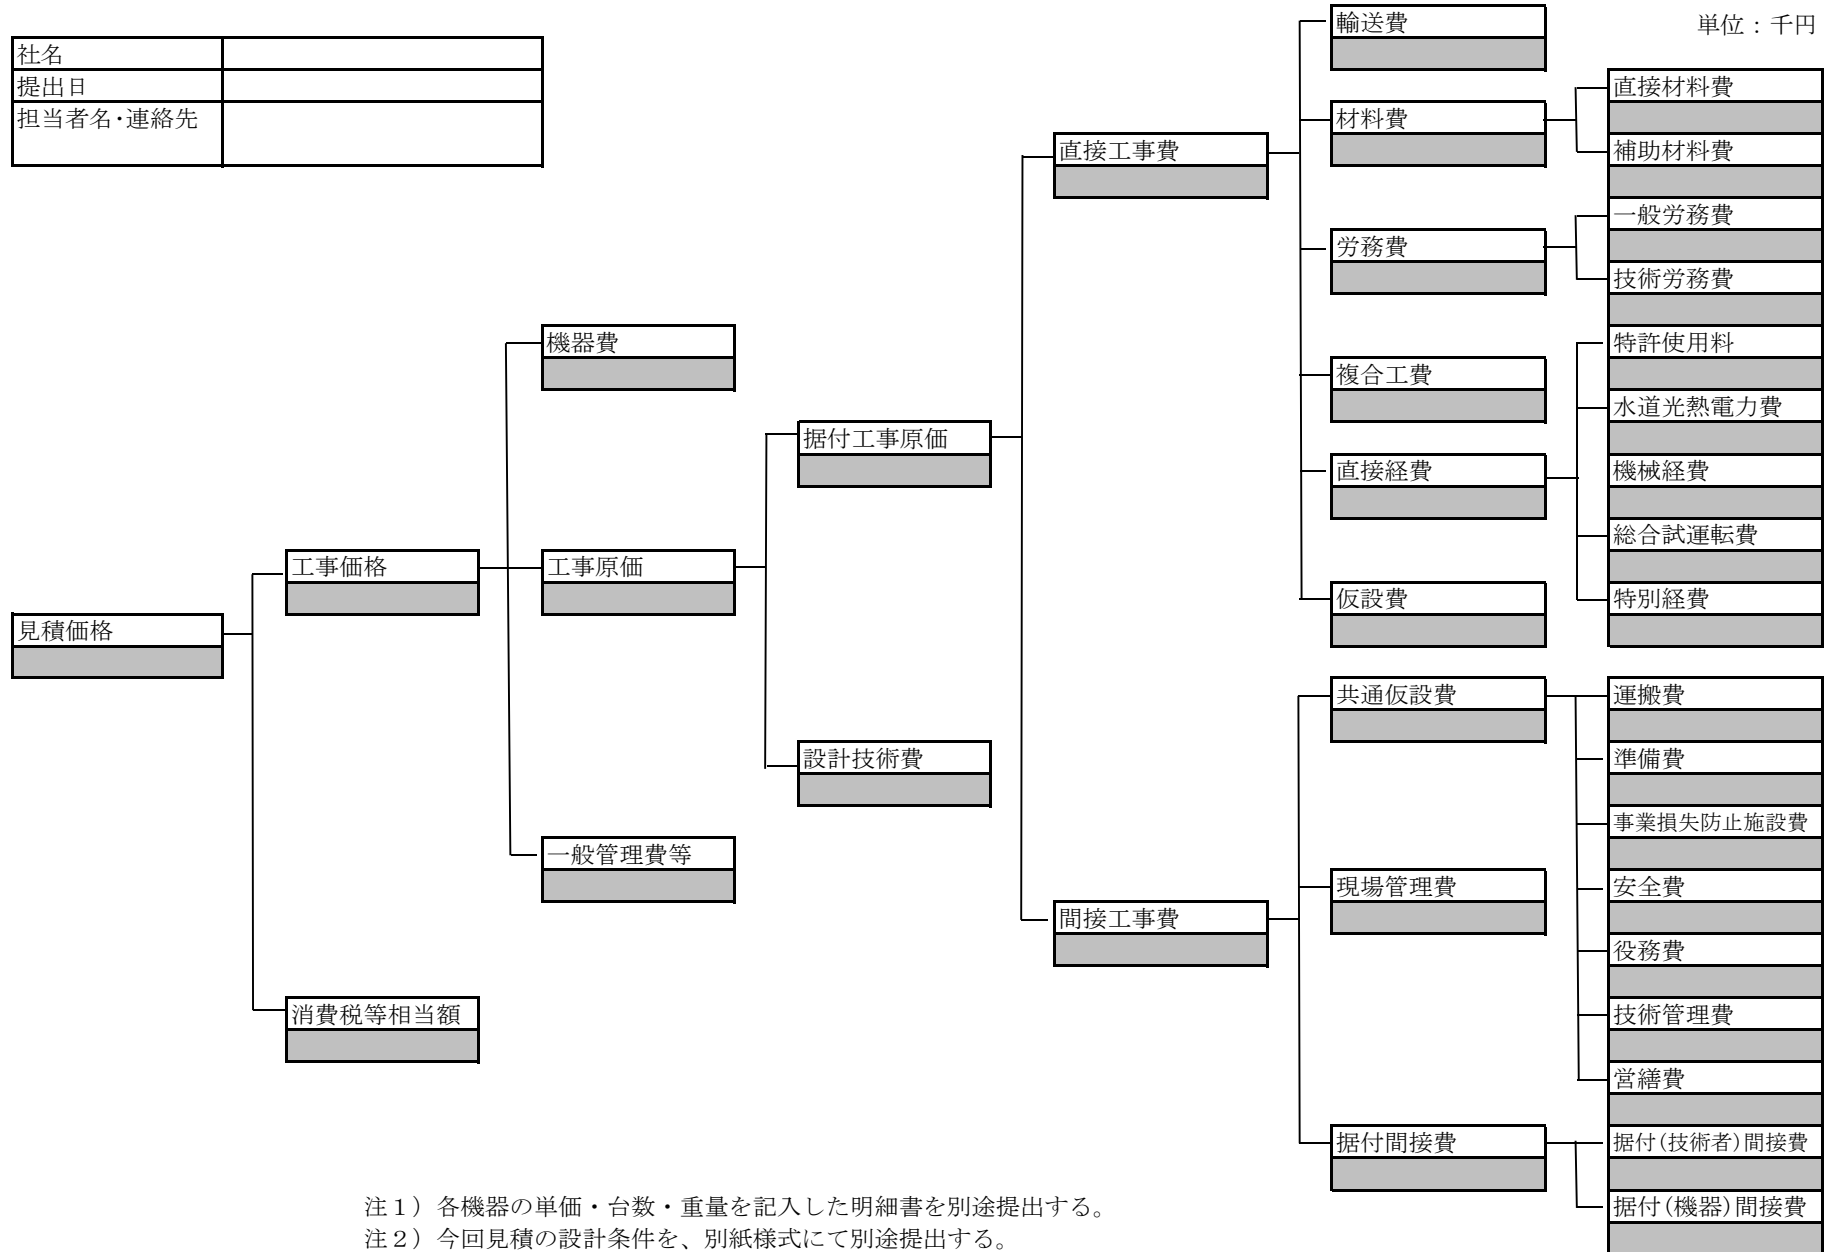 単位：千円
社名
提出日
担当者名・連絡先
見積価格
工事価格
消費税等相当額
機器費
工事原価
一般管理費等
据付工事原価
設計技術費
直接工事費
間接工事費
輸送費
材料費
労務費
複合工費
直接経費
仮設費
共通仮設費
現場管理費
据付間接費
直接材料費
補助材料費
一般労務費
技術労務費
特許使用料
水道光熱電力費
機械経費
総合試運転費
特別経費
運搬費
準備費
事業損失防止施設費
安全費
役務費
技術管理費
営繕費
据付(技術者)間接費
据付(機器)間接費
注１）各機器の単価・台数・重量を記入した明細書を別途提出する。
注２）今回見積の設計条件を、別紙様式にて別途提出する。